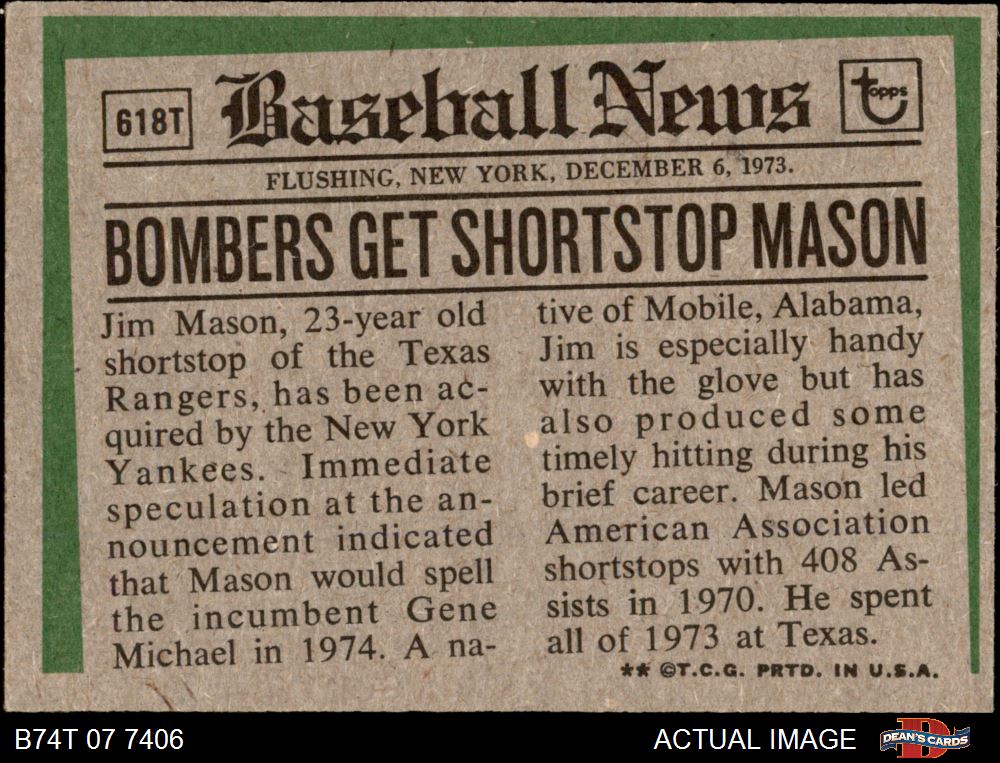 618T
Baseball News
topps
FLUSHING, NEW YORK, DECEMBER 6, 1973.
BOMBERS GET SHORTSTOP MASON
Jim Mason, 23-year old
shortstop of the Texas
Rangers, has been ac-
quired by the New York
Yankees. Immediate
speculation at the an-
nouncement indicated
that Mason would spell
the incumbent Gene
Michael in 1974. A na-
tive of Mobile, Alabama,
Jim is especially handy
with the glove but has
also produced some
timely hitting during his
brief career. Mason led
American Association
shortstops with 408 As-
sists in 1970. He spent
all of 1973 at Texas.
** ©T.C.G. PRTD. IN U.S.A.
B74T 07 7406
ACTUAL IMAGE
D
DEAN'S CARDS